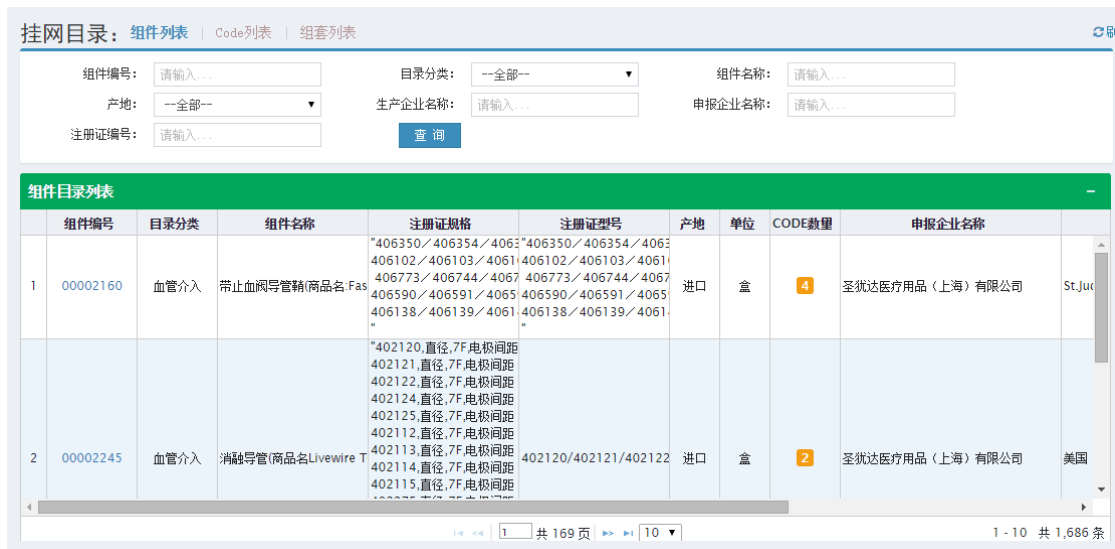 挂网目录：组件列表 | Code列表 | 组套列表
组件编号： 请输入... 目录分类： --全部-- 组件名称： 请输入...
产地： --全部-- 生产企业名称： 请输入... 申报企业名称： 请输入...
注册证编号： 请输入... 查 询
组件目录列表
组件编号 目录分类 组件名称 注册证规格 注册证型号 产地 单位 CODE数量 申报企业名称
"406350／406354／406 "406350／406354／406
406102／406103／4061 406102／406103／4061
406773／406744／4067 406773／406744／4067
1 00002160 血管介入 带止血阀导管鞘(商品名:Fas 进口 盒 4 圣犹达医疗用品（上海）有限公司 St.Juc
406590／406591／4065 406590／406591／4065
406138／406139／4061 406138／406139／4061
" "
"402120,直径,7F,电极间距
402121,直径,7F,电极间距
402122,直径,7F,电极间距
402124,直径,7F,电极间距
402125,直径,7F,电极间距
402112,直径,7F,电极间距
402113,直径,7F,电极间距
2 00002245 血管介入 消融导管(商品名Livewire T 402120/402121/402122 进口 盒 2 圣犹达医疗用品（上海）有限公司 美国
402114,直径,7F,电极间距
402115,直径,7F,电极间距
1 共 169 页 10 1 - 10 共 1,686 条